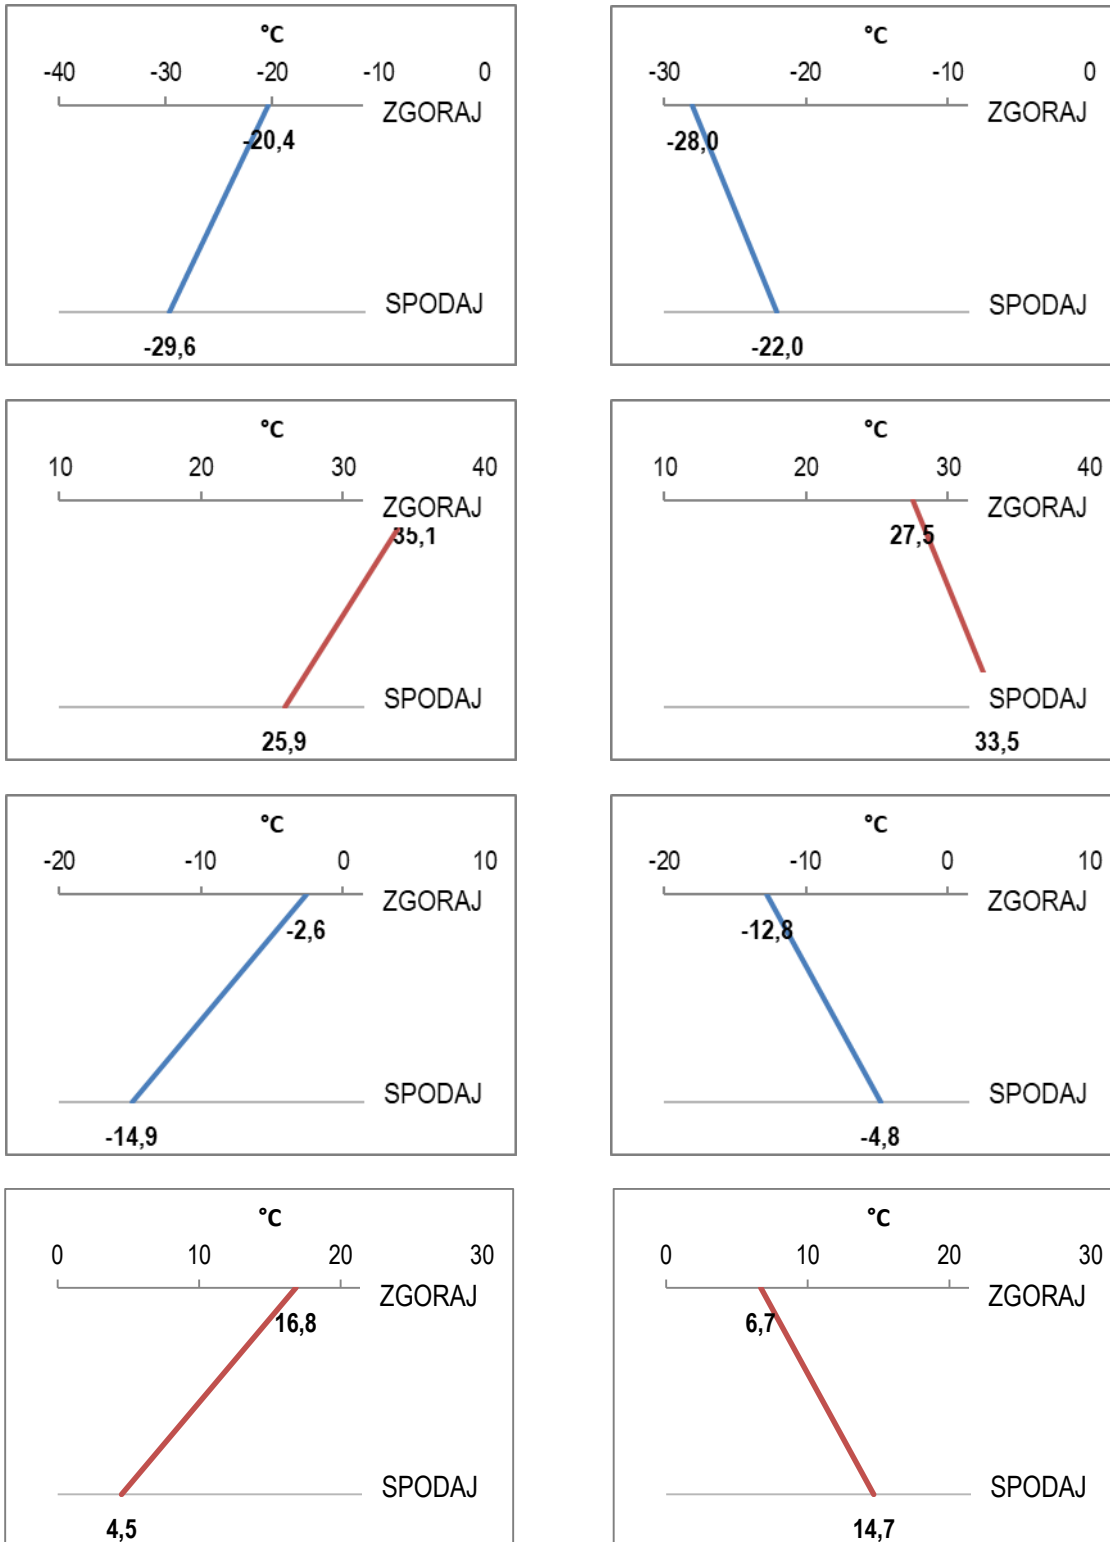 °C
-40 -30 -20 -10 0
ZGORAJ
-20,4
SPODAJ
-29,6
°C
-30 -20 -10 0
ZGORAJ
-28,0
SPODAJ
-22,0
°C
10 20 30 40
ZGORAJ
35,1
SPODAJ
25,9
°C
10 20 30 40
ZGORAJ
27,5
SPODAJ
33,5
°C
-20 -10 0 10
ZGORAJ
-2,6
SPODAJ
-14,9
°C
-20 -10 0 10
ZGORAJ
-12,8
SPODAJ
-4,8
°C
0 10 20 30
ZGORAJ
16,8
SPODAJ
4,5
°C
0 10 20 30
ZGORAJ
6,7
SPODAJ
14,7